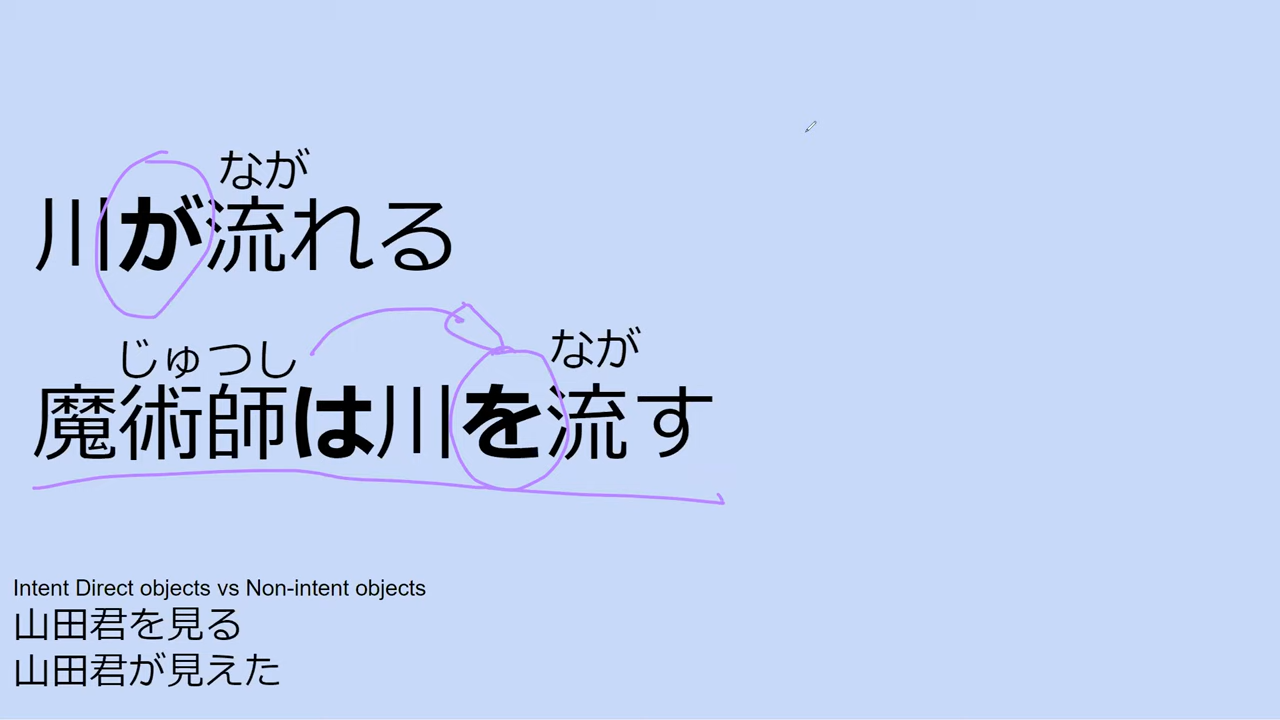 なが
川が流れる
じゅつし
なが
魔術師は川を流す
Intent Direct objects vs Non-intent objects
山田君を見る
山田君が見えた